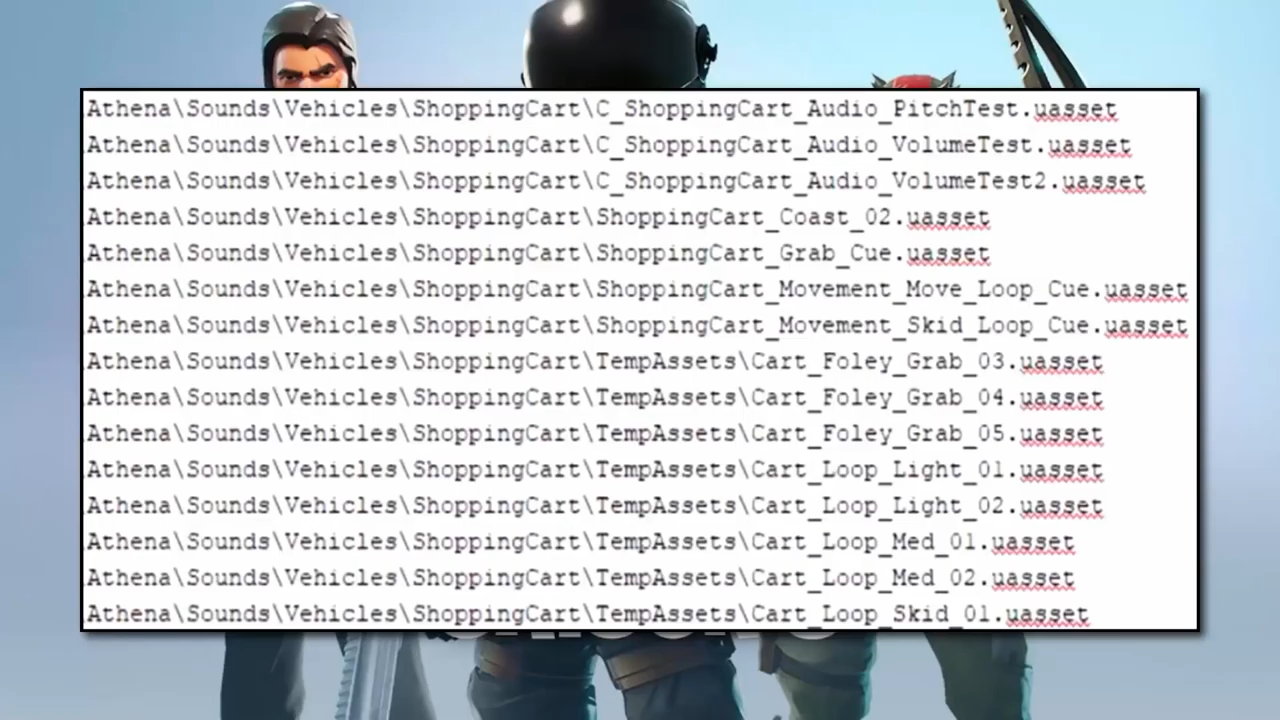 Athena\Sounds\Vehicles\ShoppingCart\C_ShoppingCart_Audio_PitchTest.uasset
Athena\Sounds\Vehicles\ShoppingCart\C_ShoppingCart_Audio_VolumeTest.uasset
Athena\Sounds\Vehicles\ShoppingCart\C_ShoppingCart_Audio_VolumeTest2.uasset
Athena\Sounds\Vehicles\ShoppingCart\ShoppingCart_Coast_02.uasset
Athena\Sounds\Vehicles\ShoppingCart\ShoppingCart_Grab_Cue.uasset
Athena\Sounds\Vehicles\ShoppingCart\ShoppingCart_Movement_Move_Loop_Cue.uasset
Athena\Sounds\Vehicles\ShoppingCart\ShoppingCart_Movement_Skid_Loop_Cue.uasset
Athena\Sounds\Vehicles\ShoppingCart\TempAssets\Cart_Foley_Grab_03.uasset
Athena\Sounds\Vehicles\ShoppingCart\TempAssets\Cart_Foley_Grab_04.uasset
Athena\Sounds\Vehicles\ShoppingCart\TempAssets\Cart_Foley_Grab_05.uasset
Athena\Sounds\Vehicles\ShoppingCart\TempAssets\Cart_Loop_Light_01.uasset
Athena\Sounds\Vehicles\ShoppingCart\TempAssets\Cart_Loop_Light_02.uasset
Athena\Sounds\Vehicles\ShoppingCart\TempAssets\Cart_Loop_Med_01.uasset
Athena\Sounds\Vehicles\ShoppingCart\TempAssets\Cart_Loop_Med_02.uasset
Athena\Sounds\Vehicles\ShoppingCart\TempAssets\Cart_Loop_Skid_01.uasset